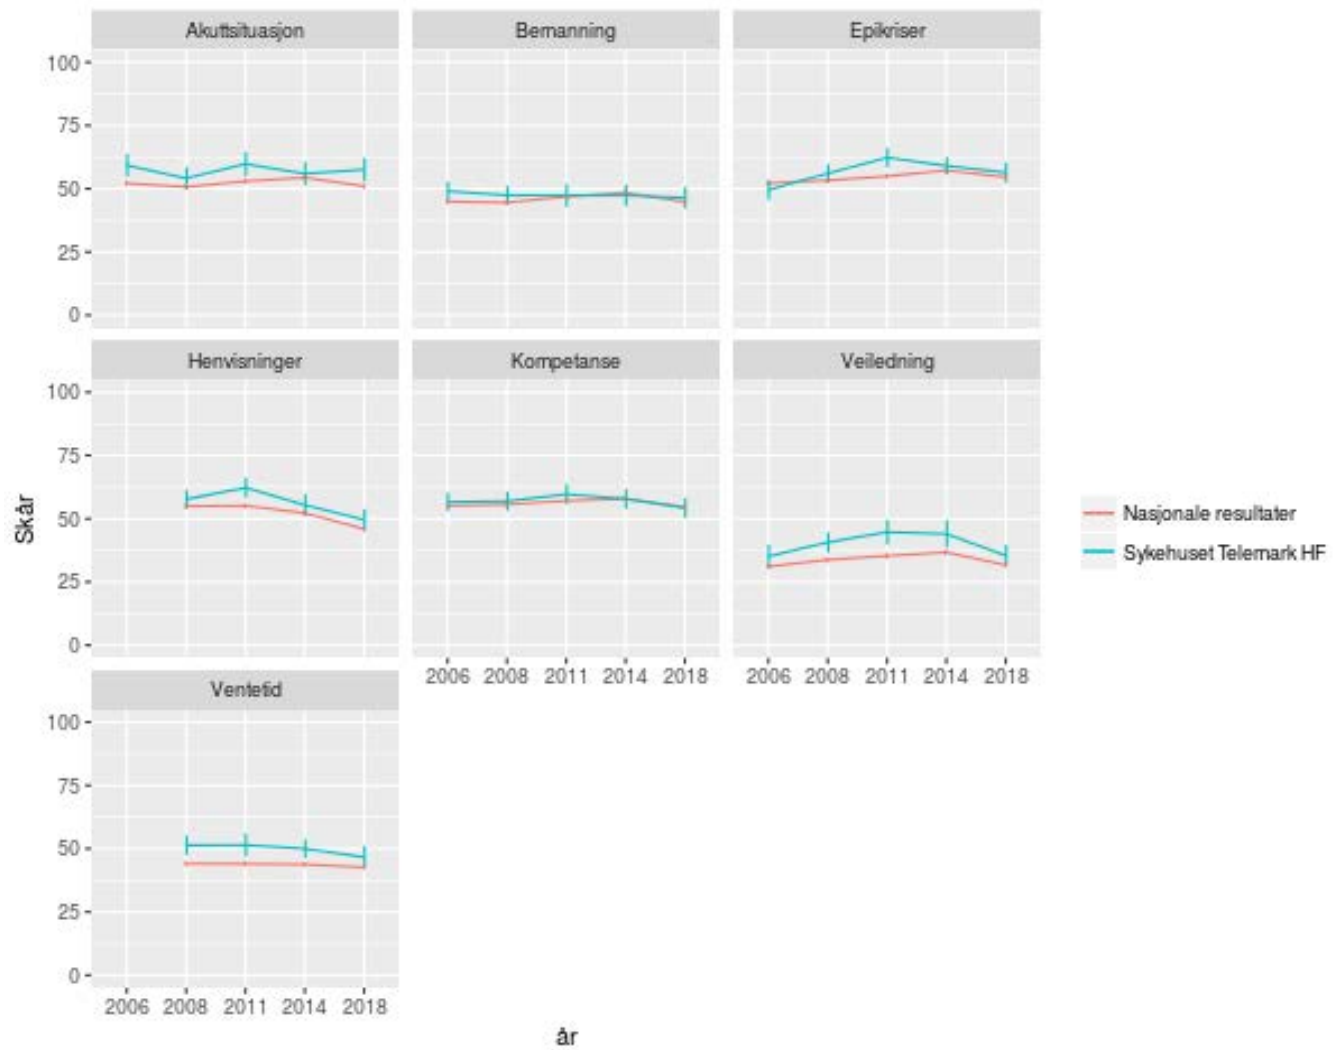 Akuttsituasjon Bemanning Epikriser
100
75
50
25
0
Henvisninger Kompetanse Veiledning
100
75
50
25
0
2006 2008 2011 2014 2018 2006 2008 2011 2014 2018
Ventetid
100
75
50
25
0
2006 2008 2011 2014 2018
år
Skår
Nasjonale resultater
Sykehuset Telemark HF